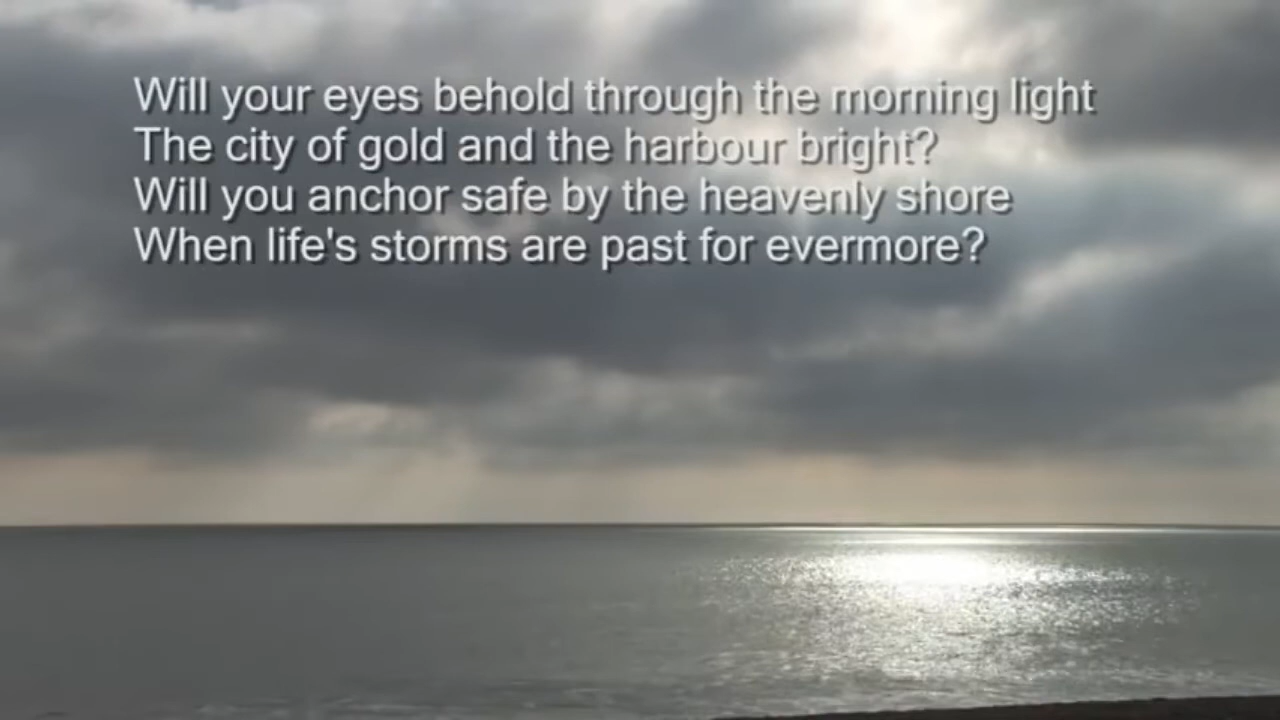 Will your eyes behold through the morning light
The city of gold and the harbour bright?
Will you anchor safe by the heavenly shore
When life's storms are past for evermore?